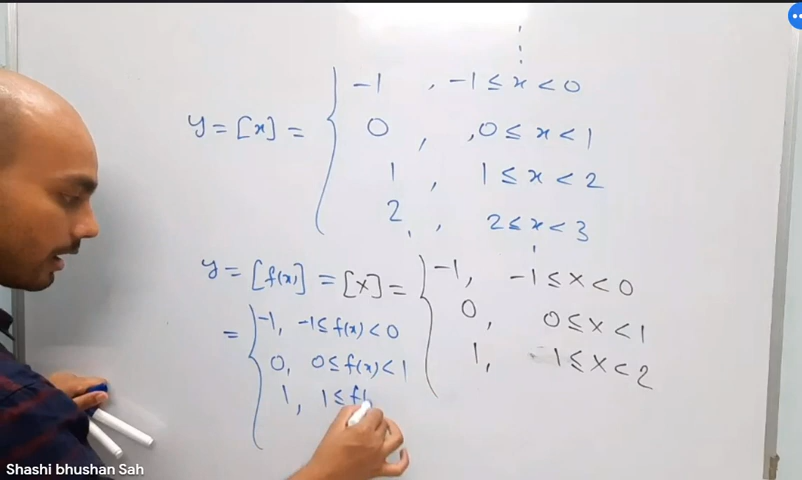 y = [x] = { -1 , -1 ≤ x < 0
0 , , 0 ≤ x < 1
1 , 1 ≤ x < 2
2 , , 2 ≤ x < 3
y = [f(x)] = [X] = { -1, -1 ≤ X < 0
0, 0 ≤ X < 1
1, 1 ≤ X < 2
= { -1, -1 ≤ f(x) < 0
0, 0 ≤ f(x) < 1
1, 1 ≤ f(
Shashi bhushan Sah